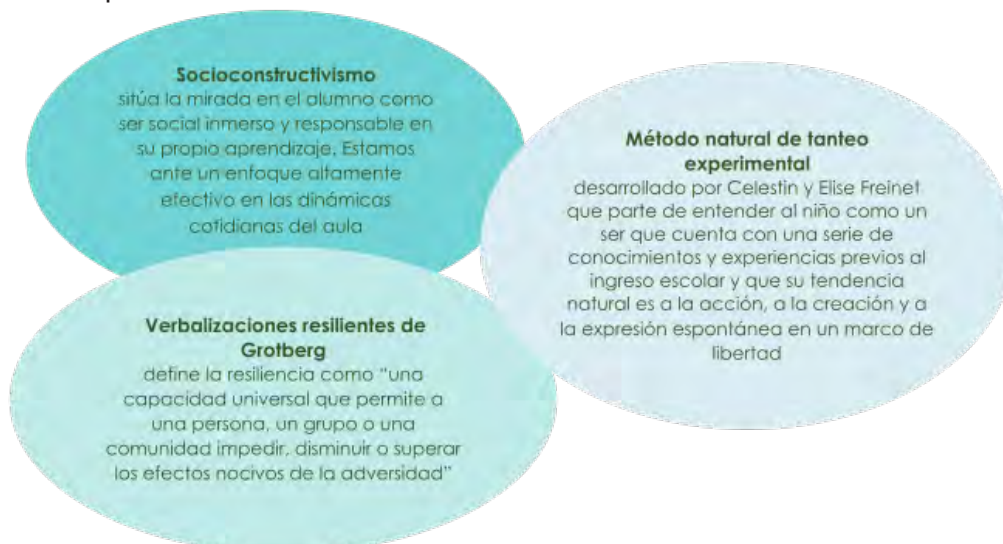 Socioconstructivismo
sitúa la mirada en el alumno como
ser social inmerso y responsable en
su propio aprendizaje. Estamos
ante un enfoque altamente
efectivo en las dinámicas
cotidianas del aula
Método natural de tanteo
experimental
desarrollado por Celestin y Elise Freinet
que parte de entender al niño como un
ser que cuenta con una serie de
conocimientos y experiencias previos al
ingreso escolar y que su tendencia
natural es a la acción, a la creación y a
la expresión espontánea en un marco de
libertad
Verbalizaciones resilientes de
Grotberg
define la resiliencia como “una
capacidad universal que permite a
una persona, un grupo o una
comunidad impedir, disminuir o superar
los efectos nocivos de la adversidad”